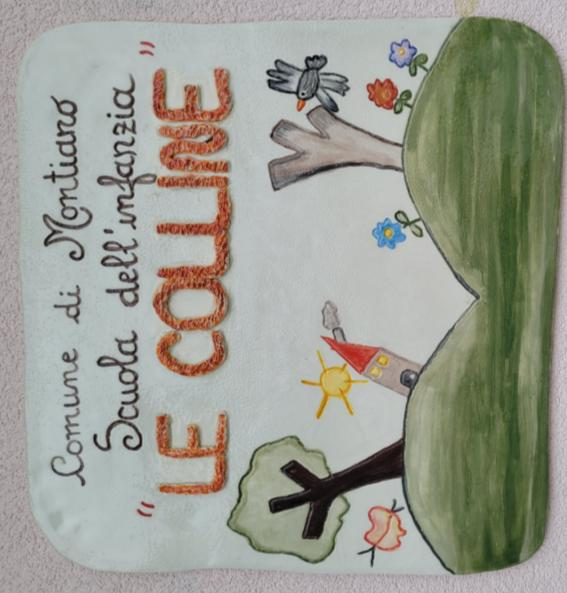 Comune di Montiano
Scuola dell'infanzia
"LE COLLINE"